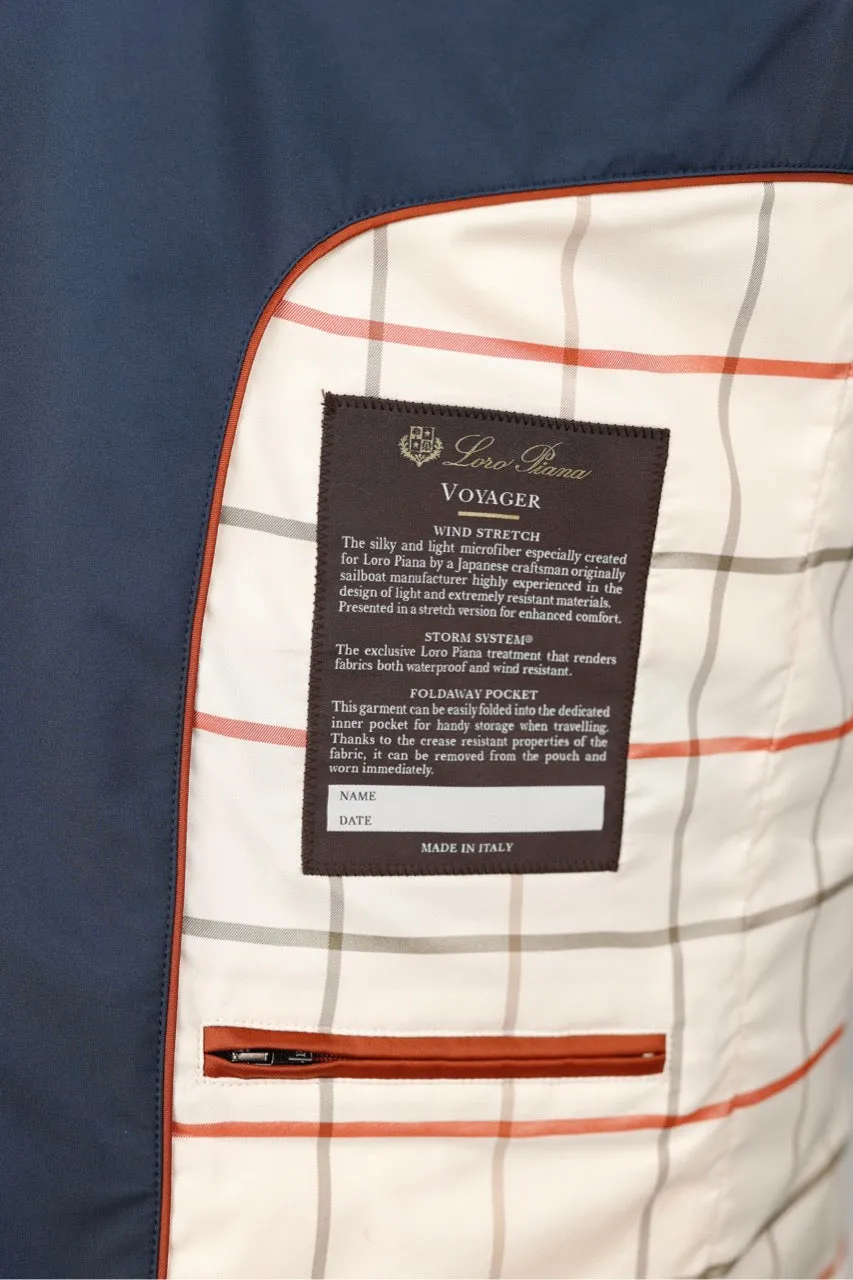 Loro Piana
VOYAGER
WIND STRETCH
The silky and light microfiber especially created
for Loro Piana by a Japanese craftsman originally
sailboat manufacturer highly experienced in the
design of light and extremely resistant materials.
Presented in a stretch version for enhanced comfort.
STORM SYSTEM®
The exclusive Loro Piana treatment that renders
fabrics both waterproof and wind resistant.
FOLDAWAY POCKET
This garment can be easily folded into the dedicated
inner pocket for handy storage when travelling.
Thanks to the crease resistant properties of the
fabric, it can be removed from the pouch and
worn immediately.
NAME
DATE
MADE IN ITALY